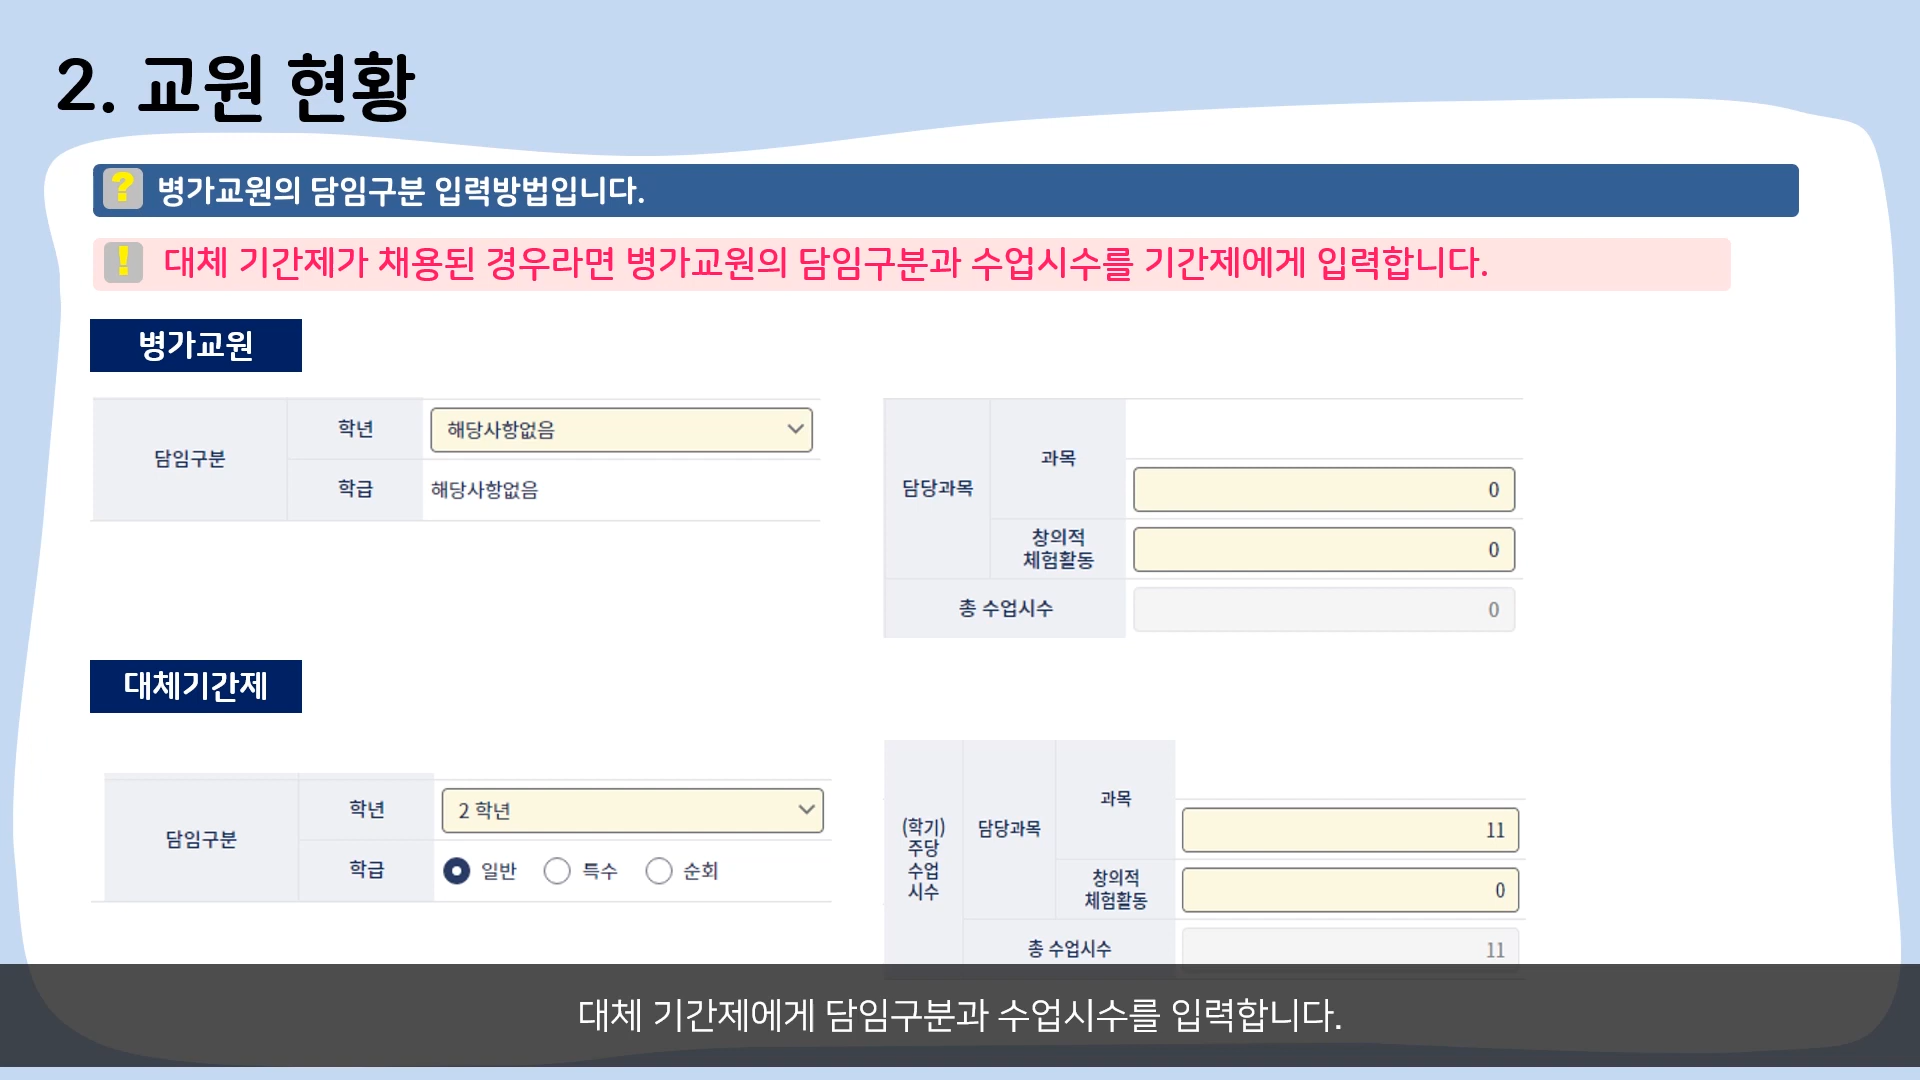 2. 교원 현황
? 병가교원의 담임구분 입력방법입니다.
! 대체 기간제가 채용된 경우라면 병가교원의 담임구분과 수업시수를 기간제에게 입력합니다.
병가교원
담임구분
학년
해당사항없음
학급
해당사항없음
담당과목
과목
0
창의적
체험활동
0
총 수업시수
0
대체기간제
담임구분
학년
2 학년
학급
일반 특수 순회
(학기)
주당
수업
시수
담당과목
과목
11
창의적
체험활동
0
총 수업시수
11
대체 기간제에게 담임구분과 수업시수를 입력합니다.